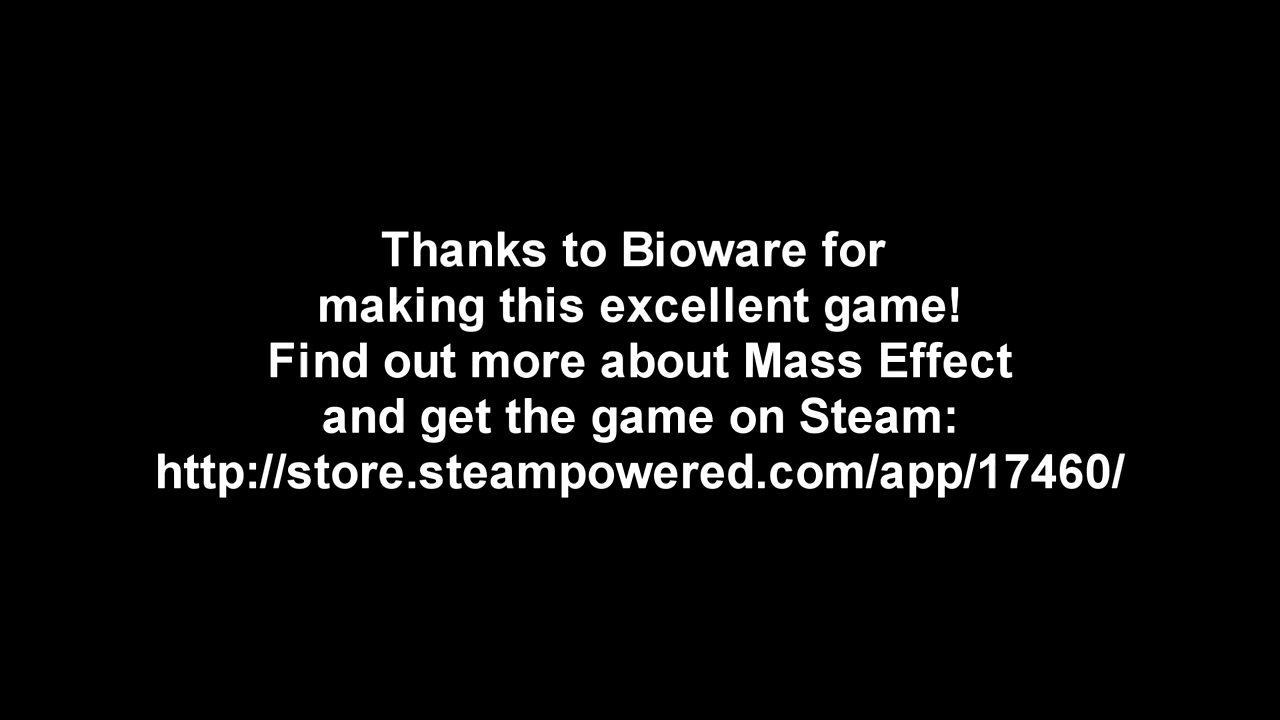 Thanks to Bioware for
making this excellent game!
Find out more about Mass Effect
and get the game on Steam:
http://store.steampowered.com/app/17460/